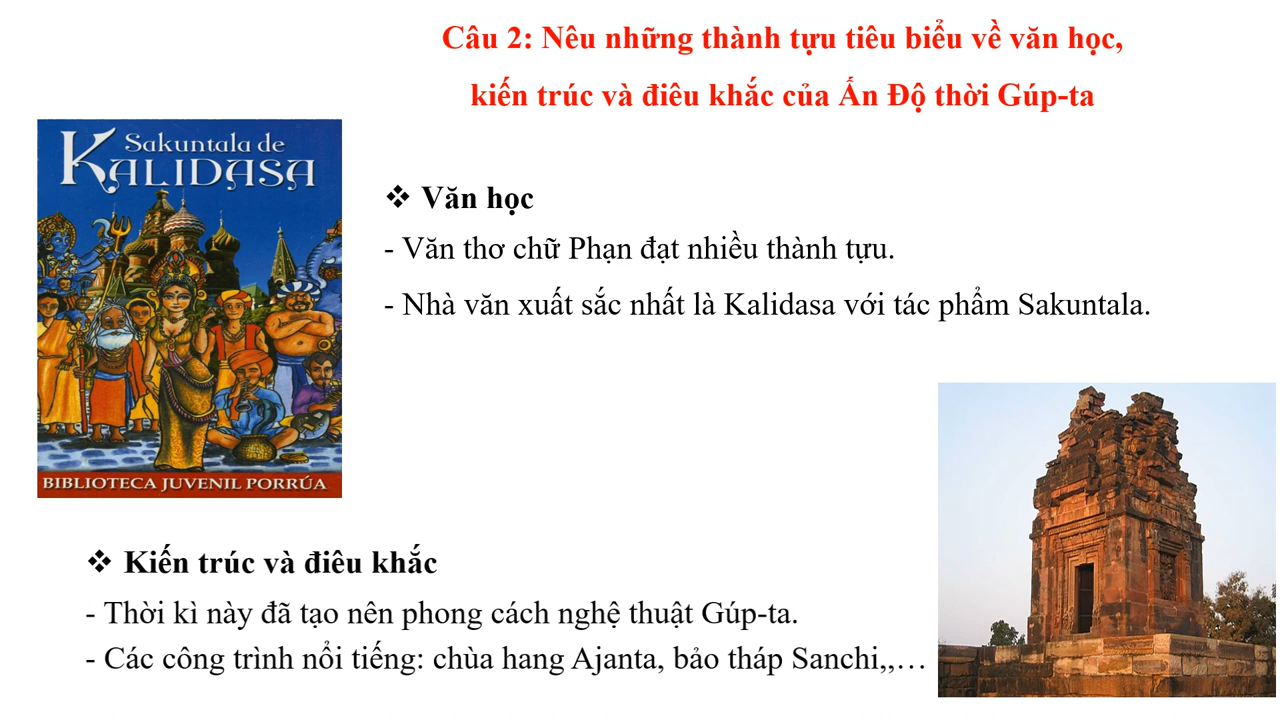 Câu 2: Nêu những thành tựu tiêu biểu về văn học,
kiến trúc và điêu khắc của Ấn Độ thời Gúp-ta
Sakuntala de
KALIDASA
BIBLIOTECA JUVENIL PORRÚA
❖ Văn học
- Văn thơ chữ Phạn đạt nhiều thành tựu.
- Nhà văn xuất sắc nhất là Kalidasa với tác phẩm Sakuntala.
❖ Kiến trúc và điêu khắc
- Thời kì này đã tạo nên phong cách nghệ thuật Gúp-ta.
- Các công trình nổi tiếng: chùa hang Ajanta, bảo tháp Sanchi,,…